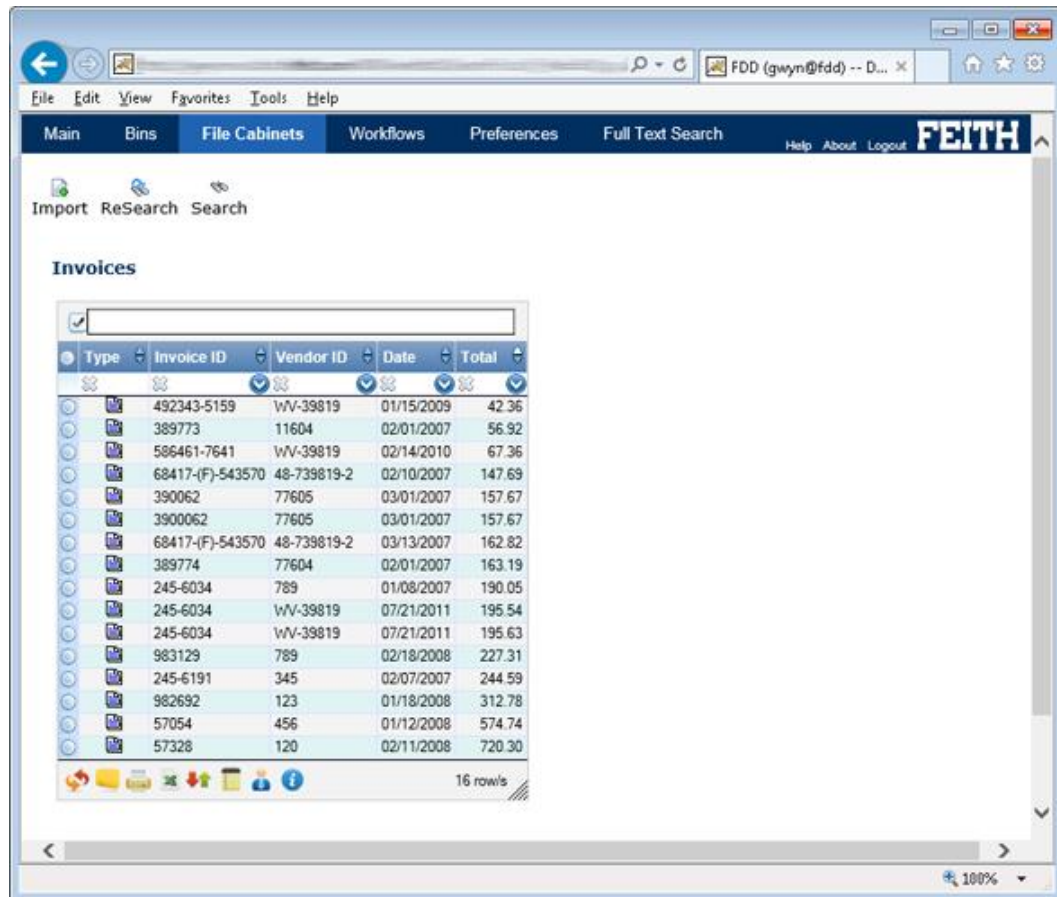 FDD (gwyn@fdd) -- D...
File Edit View Favorites Tools Help
Main Bins File Cabinets Workflows Preferences Full Text Search Help About Logout FEITH
Import ReSearch Search
Invoices
Type Invoice ID Vendor ID Date Total
492343-5159 WV-39819 01/15/2009 42.36
389773 11604 02/01/2007 56.92
586461-7641 WV-39819 02/14/2010 67.36
68417-(F)-543570 48-739819-2 02/10/2007 147.69
390062 77605 03/01/2007 157.67
3900062 77605 03/01/2007 157.67
68417-(F)-543570 48-739819-2 03/13/2007 162.82
389774 77604 02/01/2007 163.19
245-6034 789 01/08/2007 190.05
245-6034 WV-39819 07/21/2011 195.54
245-6034 WV-39819 07/21/2011 195.63
983129 789 02/18/2008 227.31
245-6191 345 02/07/2007 244.59
982692 123 01/18/2008 312.78
57054 456 01/12/2008 574.74
57328 120 02/11/2008 720.30
16 row/s
100%